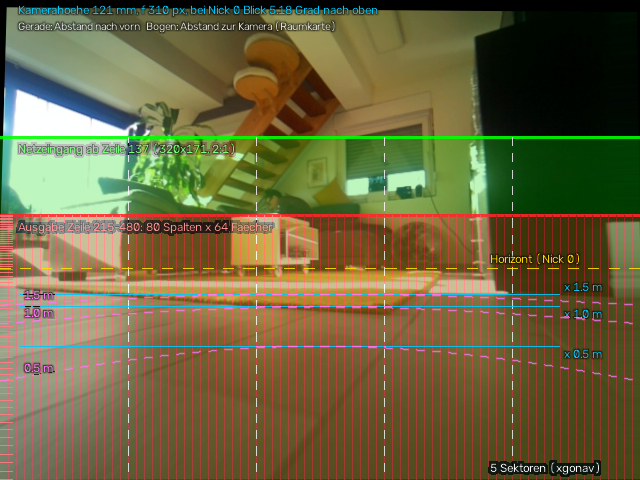 Kamerahoehe 121 mm, f 310 px, bei Nick 0 Blick 5.18 Grad nach oben
Gerade: Abstand nach vorn  Bogen: Abstand zur Kamera (Raumkarte)
Netzeingang ab Zeile 137 (320x171, 2:1)
Ausgabe Zeile 215-480: 80 Spalten x 64 Faecher
Horizont (Nick 0)
x 1.5 m
1.5 m
x 1.0 m
1.0 m
x 0.5 m
0.5 m
5 Sektoren (xgonav)